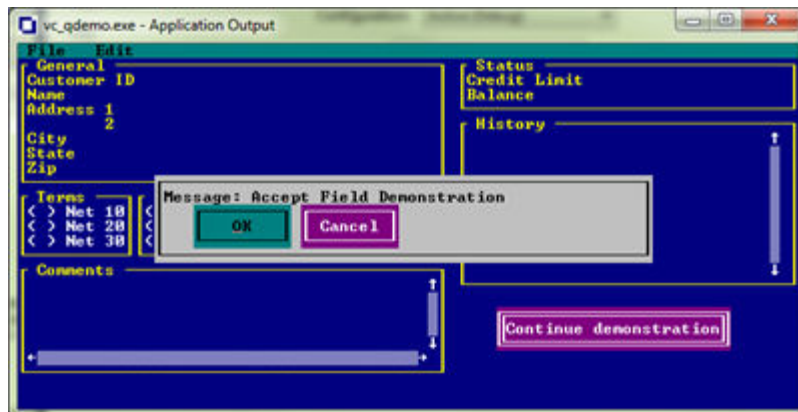 vc_qdemo.exe - Application Output
File Edit
General
Customer ID
Name
Address 1
2
City
State
Zip
Status
Credit Limit
Balance
History
Terms
( ) Net 10
( ) Net 20
( ) Net 30
Message: Accept Field Demonstration
OK
Cancel
Comments
Continue demonstration